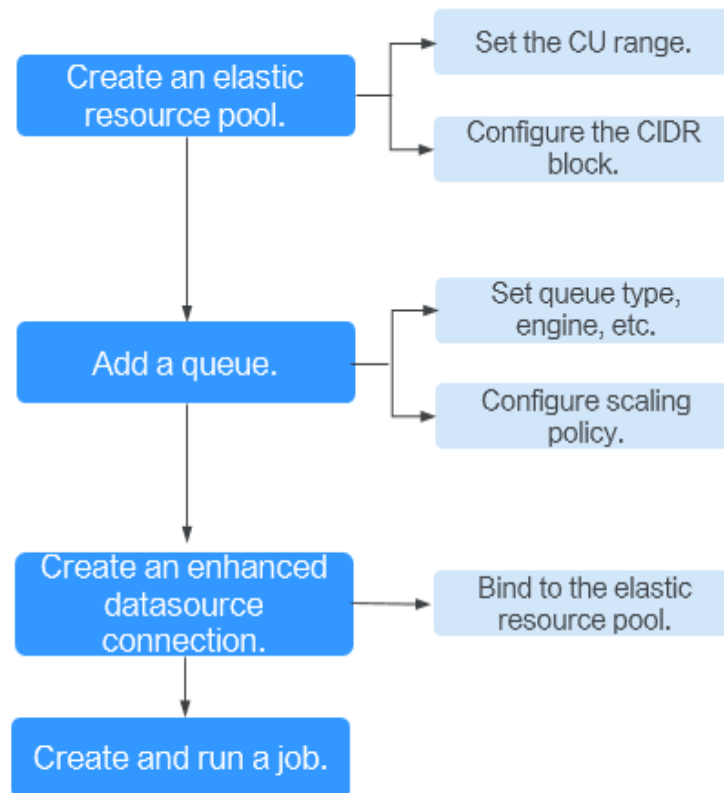 Create an elastic
resource pool.
Set the CU range.
Configure the CIDR
block.
Add a queue.
Set queue type,
engine, etc.
Configure scaling
policy.
Create an enhanced
datasource
connection.
Bind to the elastic
resource pool.
Create and run a job.